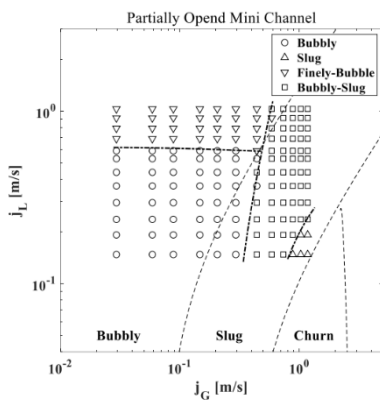 Partially Opend Mini Channel
Bubbly
Slug
Finely-Bubble
Bubbly-Slug
10^0
j_L [m/s]
10^-1
Bubbly Slug Churn
10^-2 10^-1 10^0
j_G [m/s]